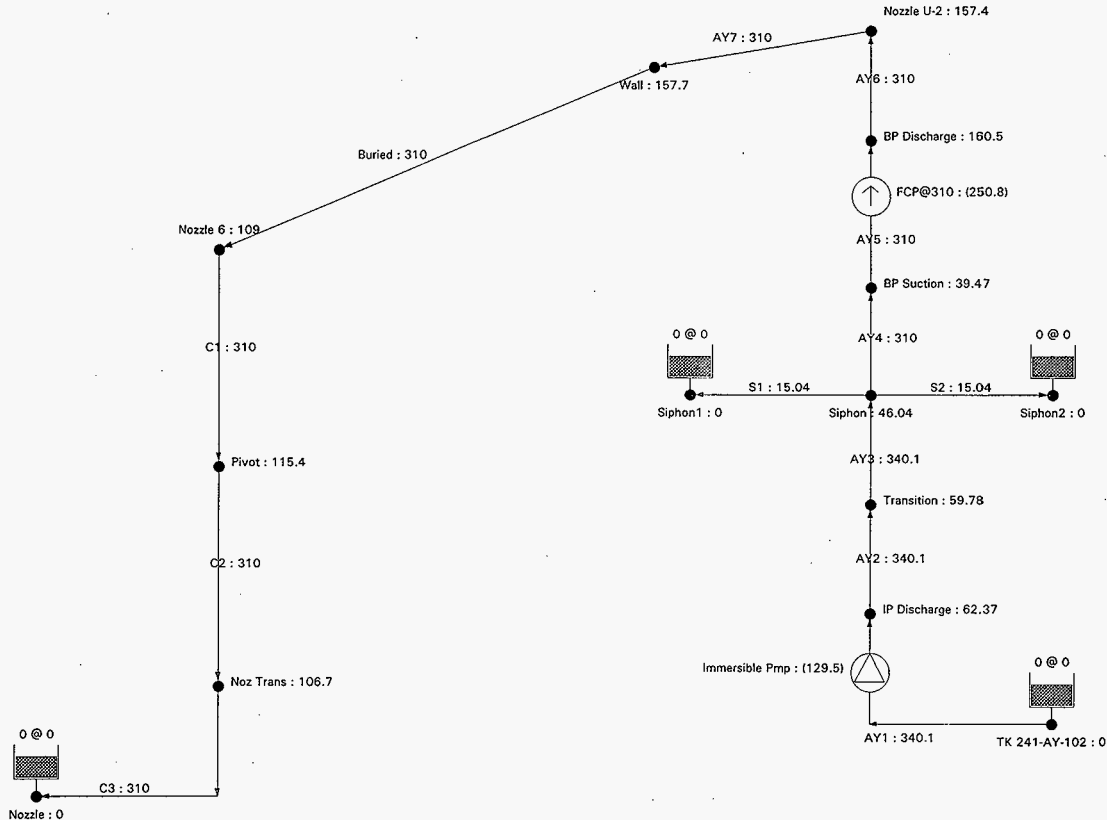 Nozzle U-2 : 157.4
AY7 : 310
Wall : 157.7
AY6 : 310
BP Discharge : 160.5
Buried : 310
FCP@310 : (250.8)
Nozzle 6 : 109
AY5 : 310
BP Suction : 39.47
0 @ 0
0 @ 0
C1 : 310
AY4 : 310
S1 : 15.04
S2 : 15.04
Siphon1 : 0
Siphon : 46.04
Siphon2 : 0
Pivot : 115.4
AY3 : 340.1
Transition : 59.78
C2 : 310
AY2 : 340.1
IP Discharge : 62.37
Immersible Pmp : (129.5)
0 @ 0
Noz Trans : 106.7
0 @ 0
AY1 : 340.1
TK 241-AY-102 : 0
C3 : 310
Nozzle : 0